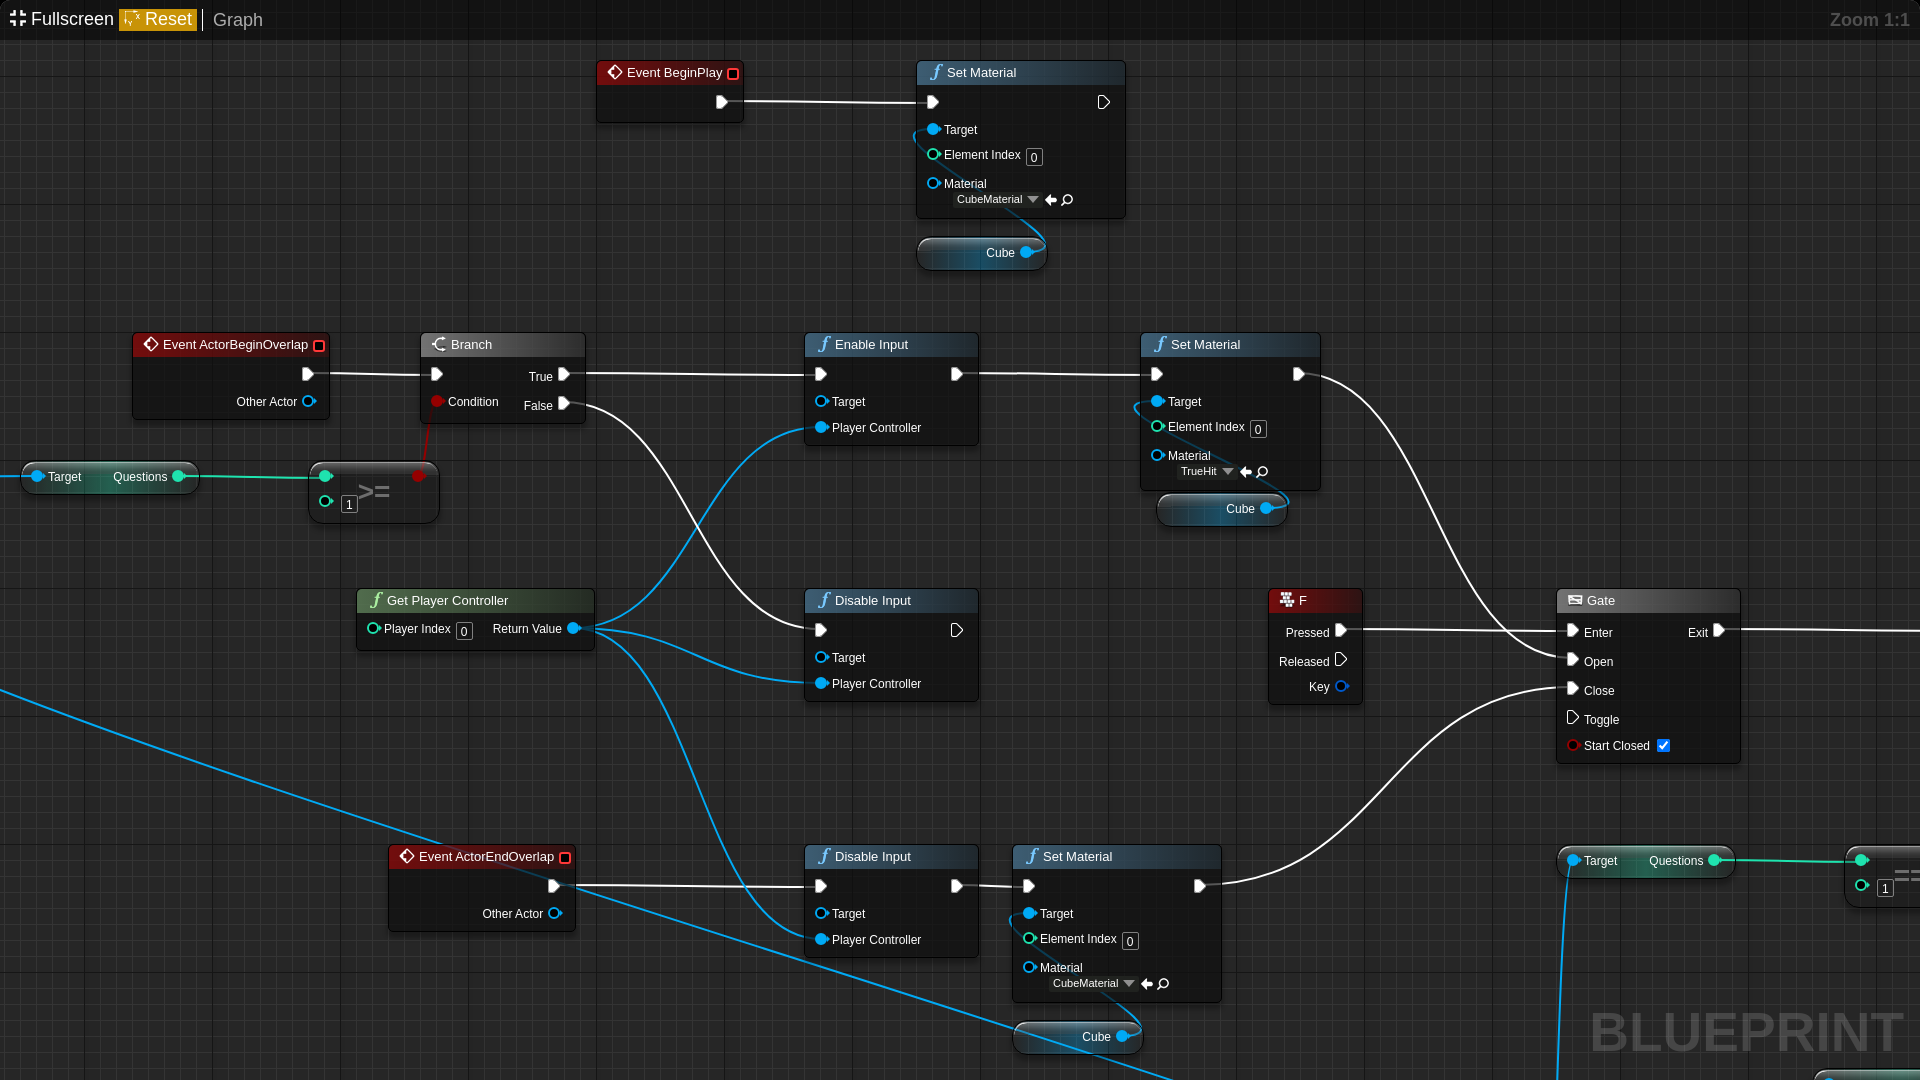 Fullscreen Reset Graph Zoom 1:1
Event BeginPlay
Set Material
Target
Element Index 0
Material
CubeMaterial
Cube
Event ActorBeginOverlap
Other Actor
Branch
True
Condition
False
Enable Input
Target
Player Controller
Set Material
Target
Element Index 0
Material
TrueHit
Cube
Target Questions
1 >=
Get Player Controller
Player Index 0 Return Value
Disable Input
Target
Player Controller
F
Pressed
Released
Key
Gate
Enter Exit
Open
Close
Toggle
Start Closed
Event ActorEndOverlap
Other Actor
Disable Input
Target
Player Controller
Set Material
Target
Element Index 0
Material
CubeMaterial
Cube
Target Questions
1 ==
BLUEPRINT